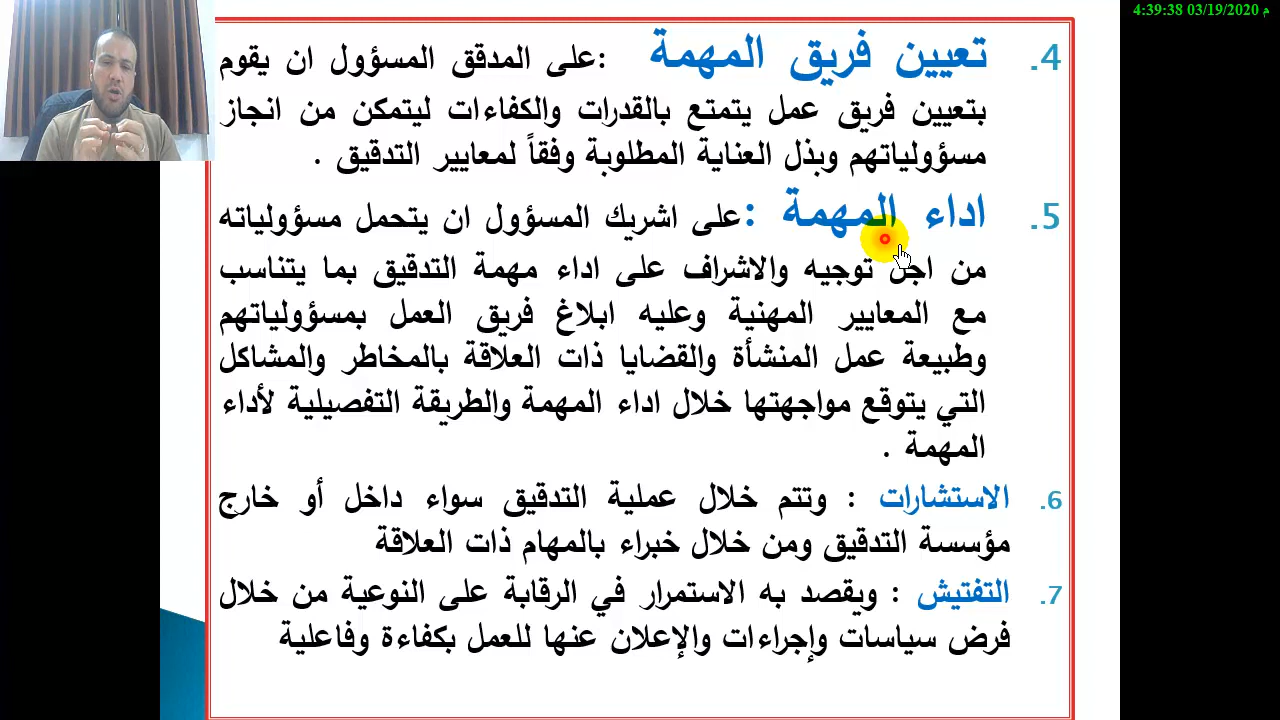 4:39:38 03/19/2020 م
4. تعيين فريق المهمة :على المدقق المسؤول ان يقوم
بتعيين فريق عمل يتمتع بالقدرات والكفاءات ليتمكن من انجاز
مسؤولياتهم وبذل العناية المطلوبة وفقاً لمعايير التدقيق .
5. اداء المهمة :على اشريك المسؤول ان يتحمل مسؤولياته
من اجل توجيه والاشراف على اداء مهمة التدقيق بما يتناسب
مع المعايير المهنية وعليه ابلاغ فريق العمل بمسؤولياتهم
وطبيعة عمل المنشأة والقضايا ذات العلاقة بالمخاطر والمشاكل
التي يتوقع مواجهتها خلال اداء المهمة والطريقة التفصيلية لأداء
المهمة .
6. الاستشارات : وتتم خلال عملية التدقيق سواء داخل أو خارج
مؤسسة التدقيق ومن خلال خبراء بالمهام ذات العلاقة
7. التفتيش : ويقصد به الاستمرار في الرقابة على النوعية من خلال
فرض سياسات وإجراءات والإعلان عنها للعمل بكفاءة وفاعلية